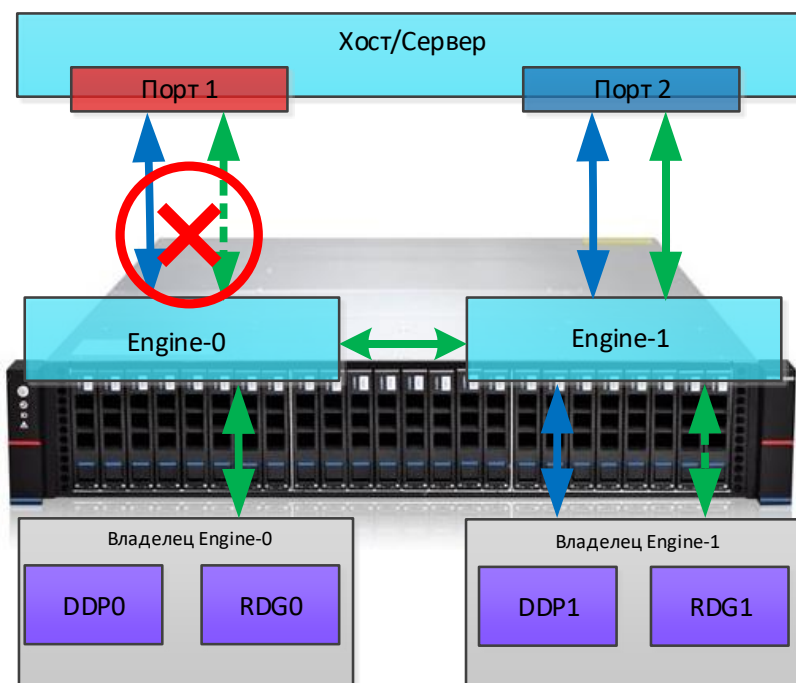 Хост/Сервер
Порт 1
Порт 2
Engine-0
Engine-1
Владелец Engine-0
Владелец Engine-1
DDP0
RDG0
DDP1
RDG1